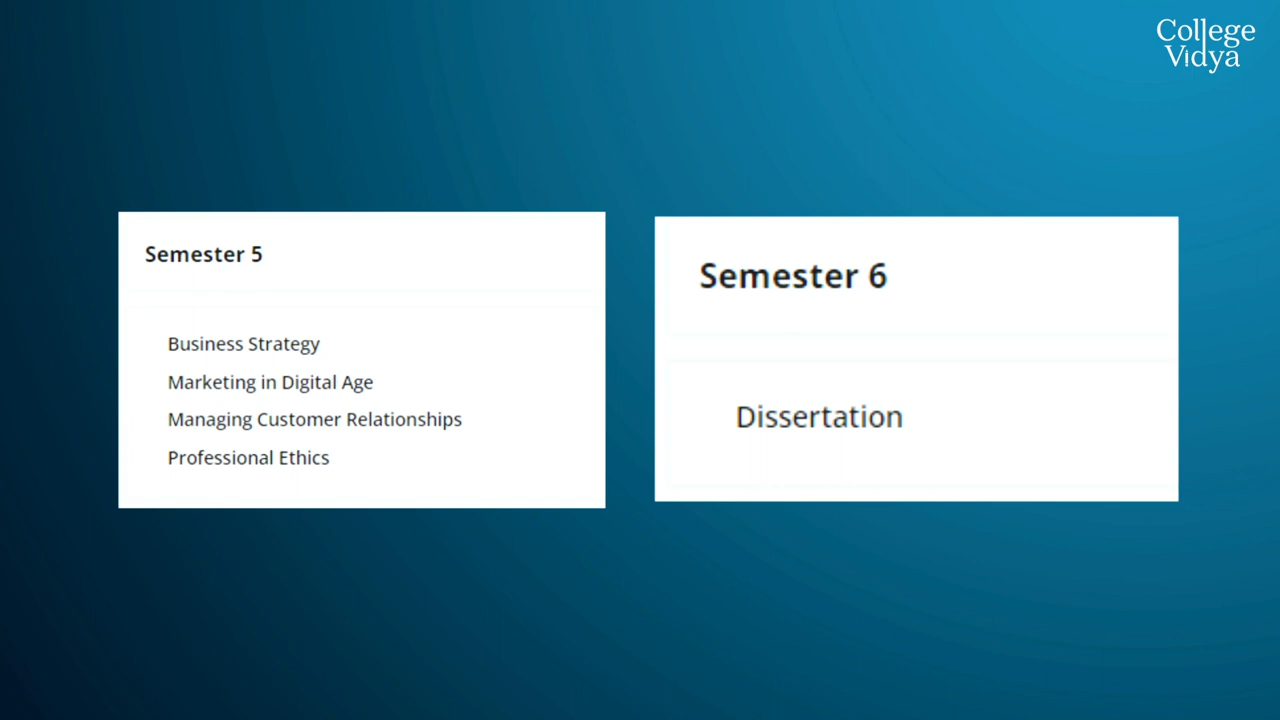 College
Vidya
Semester 5
Business Strategy
Marketing in Digital Age
Managing Customer Relationships
Professional Ethics
Semester 6
Dissertation